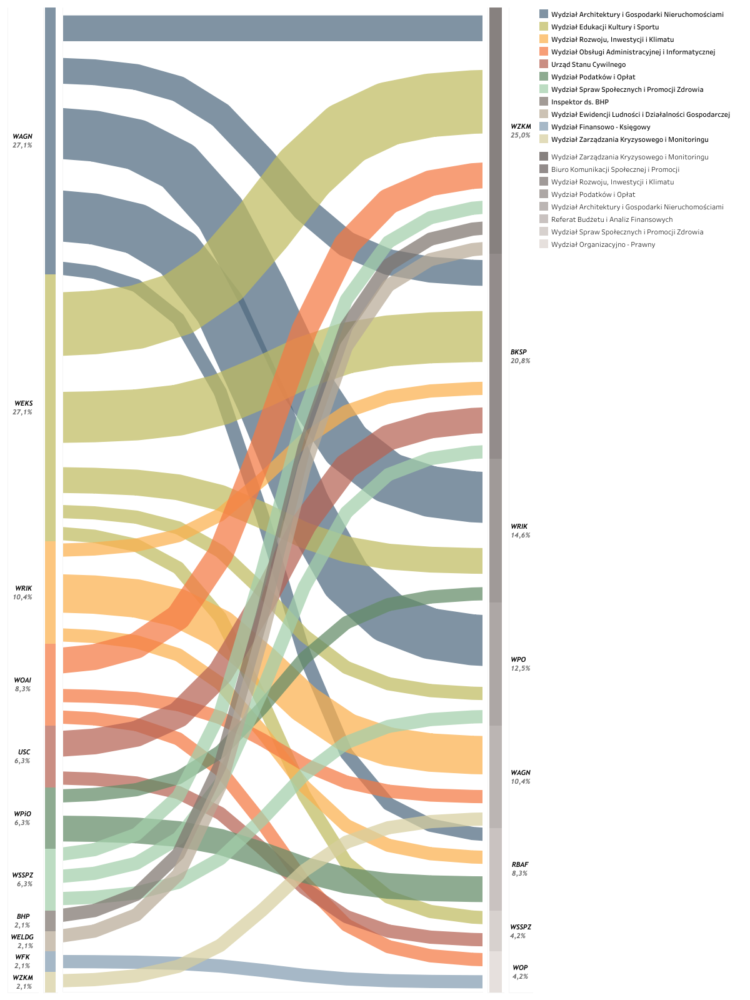 WAGN
27,1%
WEKS
27,1%
WRIK
10,4%
WOAI
8,3%
USC
6,3%
WPiO
6,3%
WSSPZ
6,3%
BHP
2,1%
WELDG
2,1%
WFK
2,1%
WZKM
2,1%
WZKM
25,0%
BKSP
20,8%
WRIK
14,6%
WPO
12,5%
WAGN
10,4%
RBAF
8,3%
WSSPZ
4,2%
WOP
4,2%
Wydział Architektury i Gospodarki Nieruchomościami
Wydział Edukacji Kultury i Sportu
Wydział Rozwoju, Inwestycji i Klimatu
Wydział Obsługi Administracyjnej i Informatycznej
Urząd Stanu Cywilnego
Wydział Podatków i Opłat
Wydział Spraw Społecznych i Promocji Zdrowia
Inspektor ds. BHP
Wydział Ewidencji Ludności i Działalności Gospodarczej
Wydział Finansowo - Księgowy
Wydział Zarządzania Kryzysowego i Monitoringu
Wydział Zarządzania Kryzysowego i Monitoringu
Biuro Komunikacji Społecznej i Promocji
Wydział Rozwoju, Inwestycji i Klimatu
Wydział Podatków i Opłat
Wydział Architektury i Gospodarki Nieruchomościami
Referat Budżetu i Analiz Finansowych
Wydział Spraw Społecznych i Promocji Zdrowia
Wydział Organizacyjno - Prawny